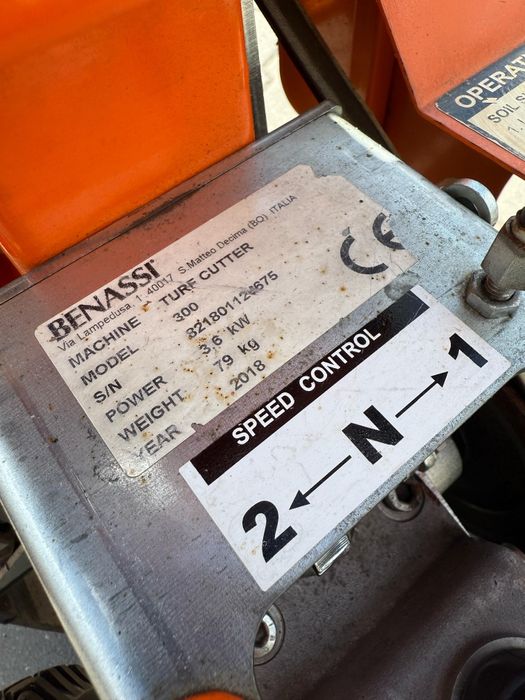 BENASSI
Via Lampedusa, 1 40017 S.Matteo Decima (BO) ITALIA
MACHINE TURF CUTTER
MODEL 300
S/N
POWER 3,6 kW
WEIGHT 79 kg
YEAR 2018
CE
SPEED CONTROL
2 ← N → 1
OPERATI
SOIL